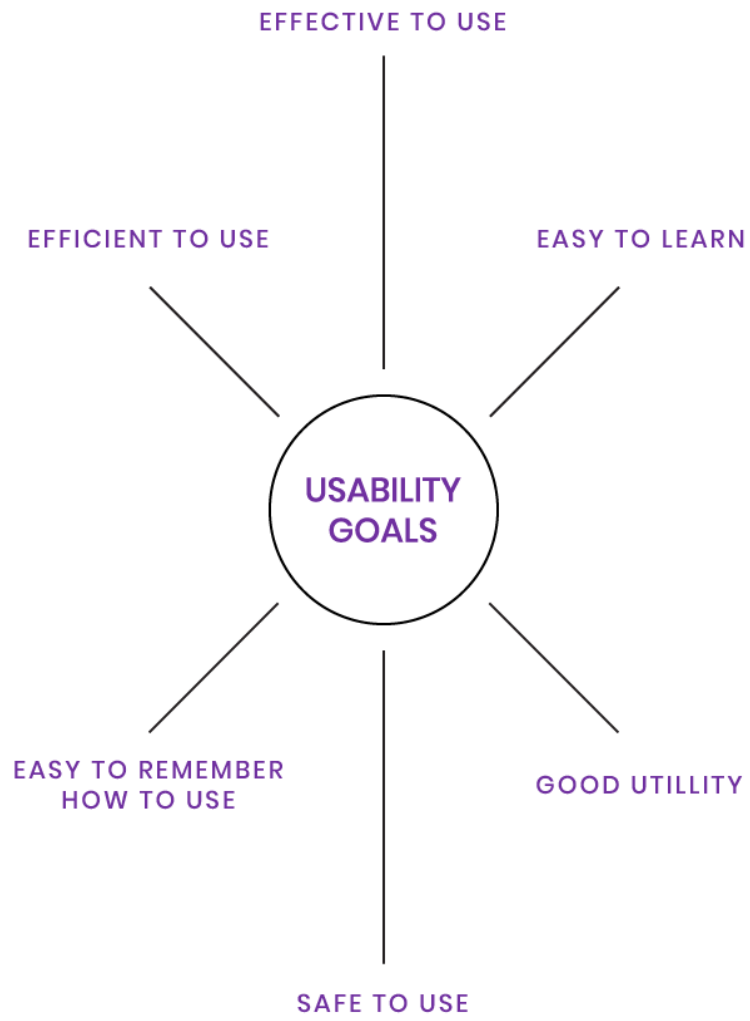 EFFECTIVE TO USE
EFFICIENT TO USE
EASY TO LEARN
USABILITY
GOALS
EASY TO REMEMBER
HOW TO USE
GOOD UTILLITY
SAFE TO USE